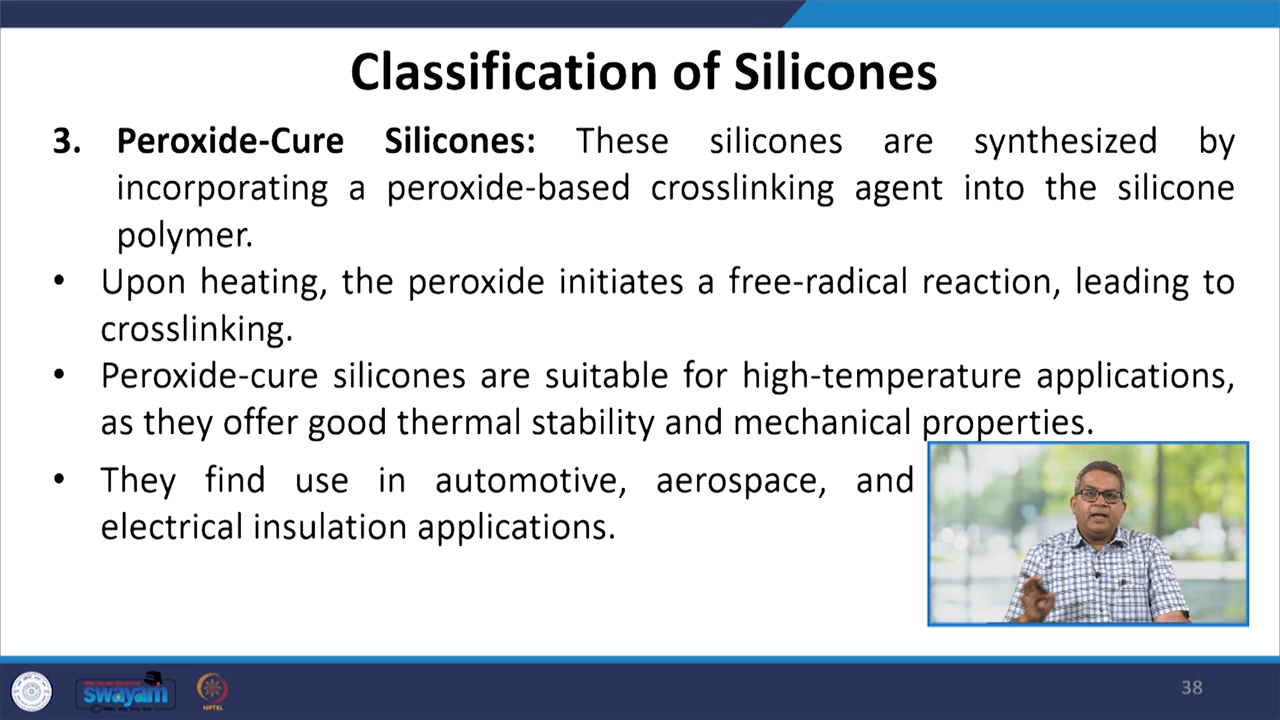 Classification of Silicones
3. Peroxide-Cure Silicones: These silicones are synthesized by
incorporating a peroxide-based crosslinking agent into the silicone
polymer.
• Upon heating, the peroxide initiates a free-radical reaction, leading to
crosslinking.
• Peroxide-cure silicones are suitable for high-temperature applications,
as they offer good thermal stability and mechanical properties.
• They find use in automotive, aerospace, and
electrical insulation applications.
swayam
NPTEL
38